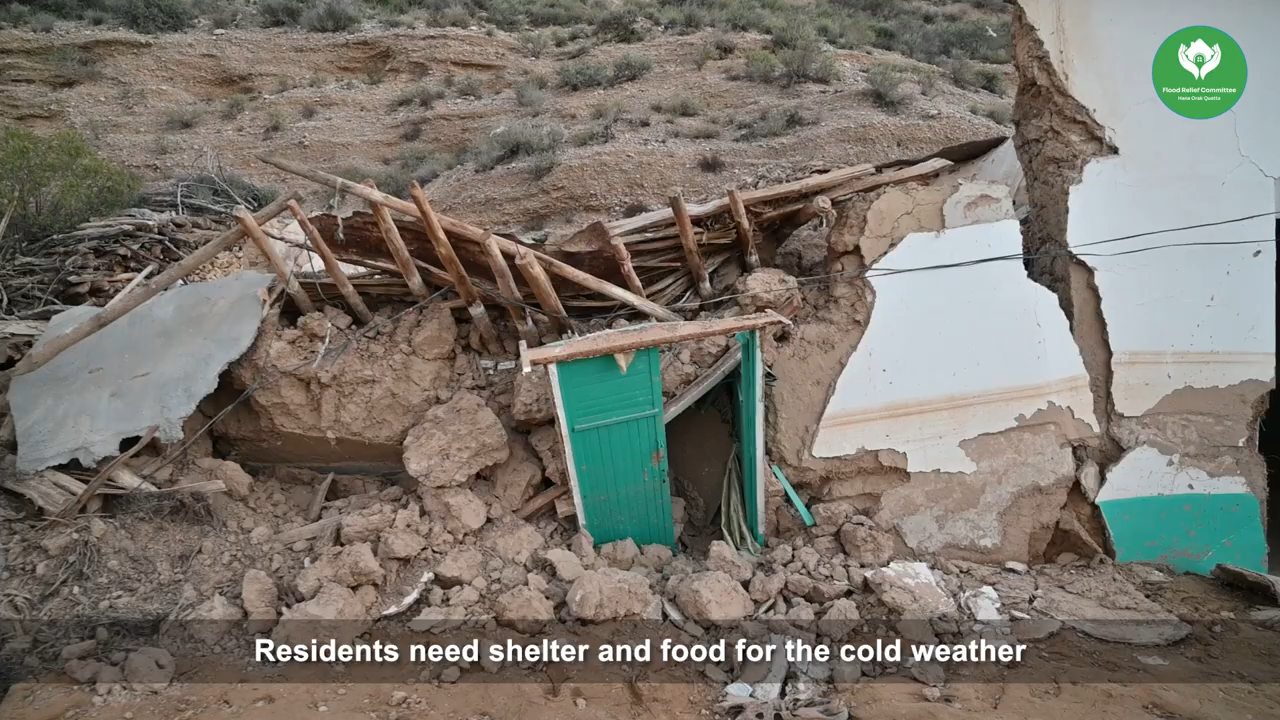 Flood Relief Committee
Hana Orak Quetta
Residents need shelter and food for the cold weather